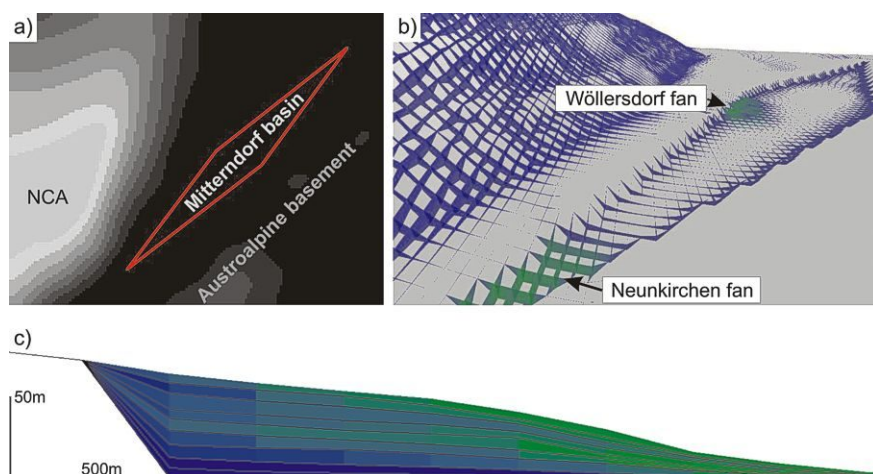 a)
NCA
Mitterndorf basin
Austroalpine basement
b)
Wöllersdorf fan
Neunkirchen fan
c)
50m
500m